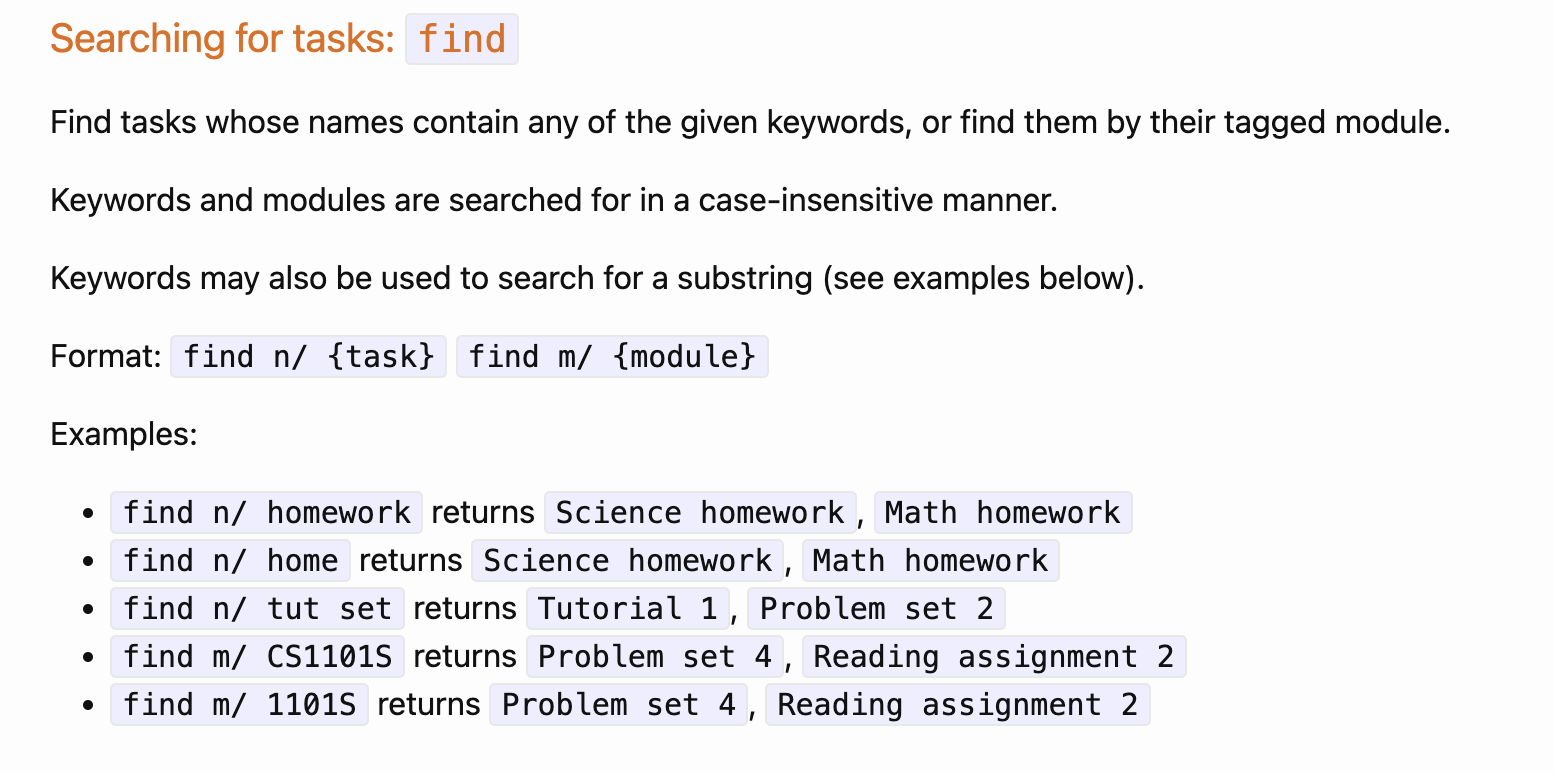 Searching for tasks: find
Find tasks whose names contain any of the given keywords, or find them by their tagged module.
Keywords and modules are searched for in a case-insensitive manner.
Keywords may also be used to search for a substring (see examples below).
Format: find n/ {task} find m/ {module}
Examples:
• find n/ homework returns Science homework, Math homework
• find n/ home returns Science homework, Math homework
• find n/ tut set returns Tutorial 1, Problem set 2
• find m/ CS1101S returns Problem set 4, Reading assignment 2
• find m/ 1101S returns Problem set 4, Reading assignment 2